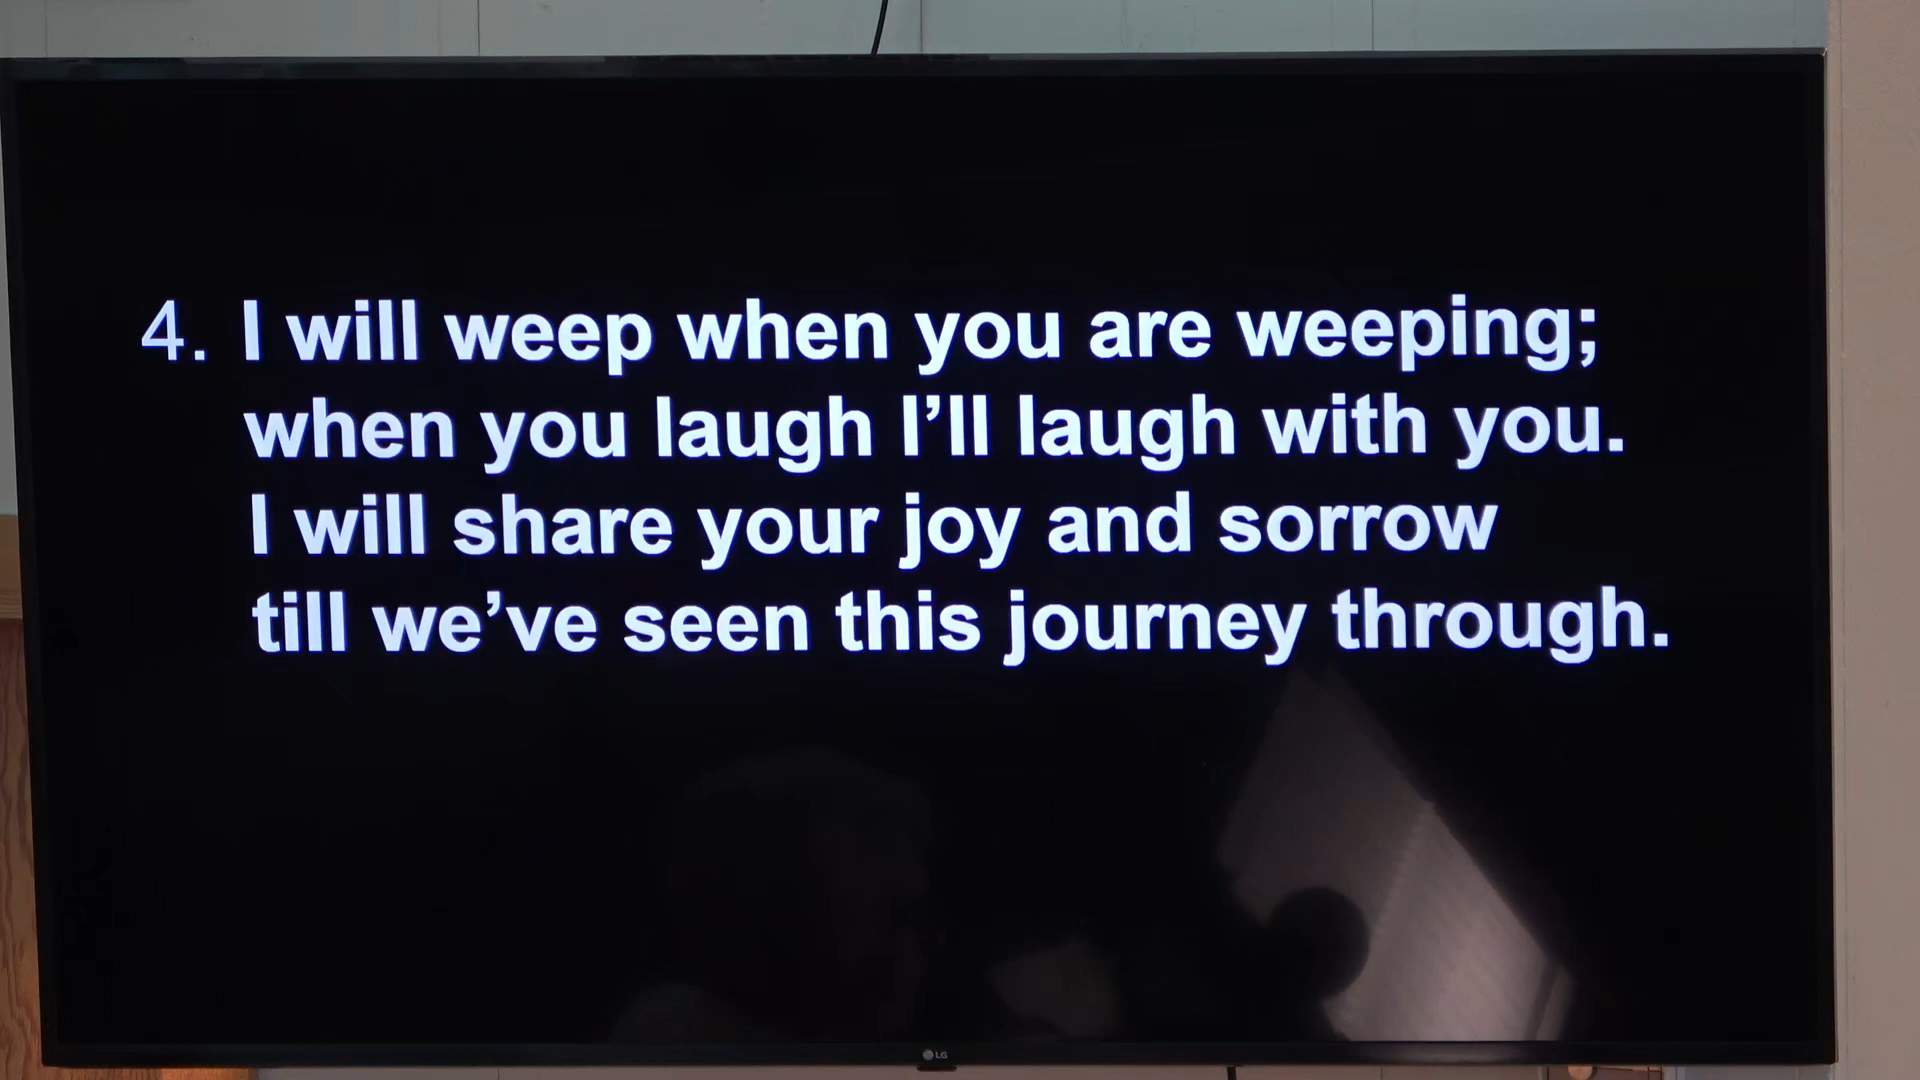 4. I will weep when you are weeping;
when you laugh I’ll laugh with you.
I will share your joy and sorrow
till we’ve seen this journey through.
LG